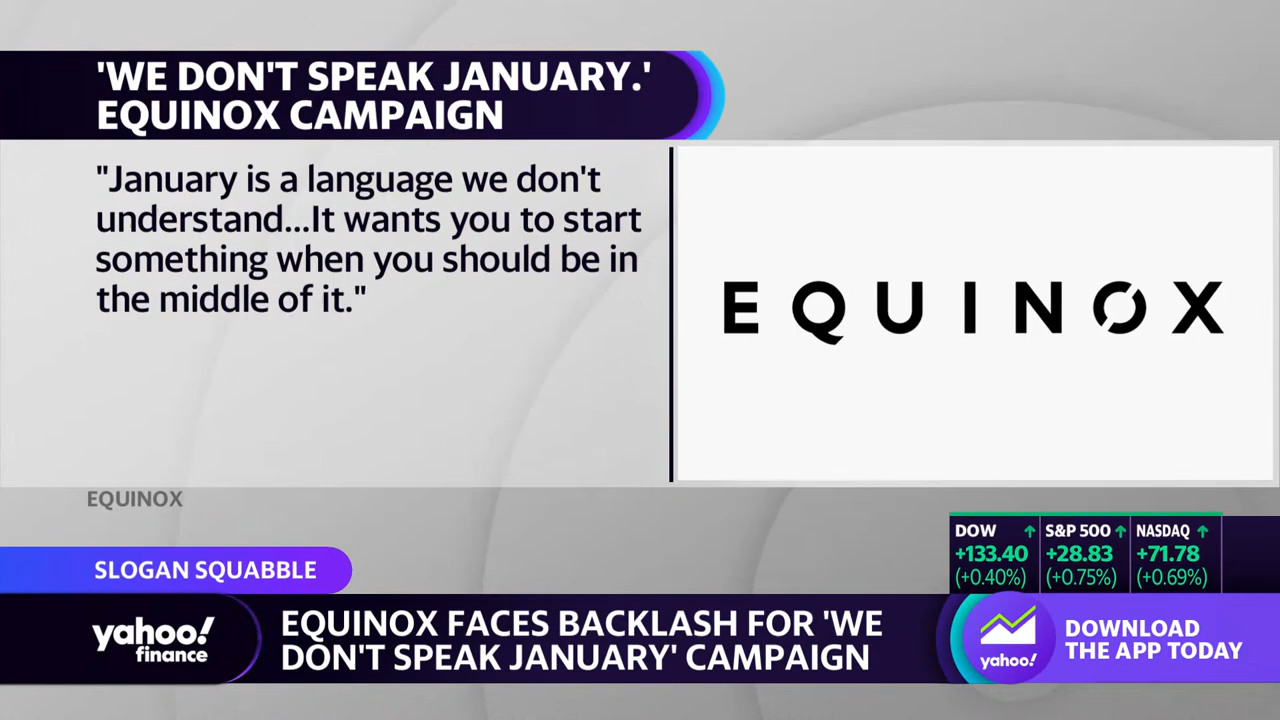 'WE DON'T SPEAK JANUARY.'
EQUINOX CAMPAIGN
"January is a language we don't
understand...It wants you to start
something when you should be in
the middle of it."
EQUINOX
EQUINOX
SLOGAN SQUABBLE
DOW
+133.40
(+0.40%)
S&P 500
+28.83
(+0.75%)
NASDAQ
+71.78
(+0.69%)
yahoo!
finance
EQUINOX FACES BACKLASH FOR 'WE
DON'T SPEAK JANUARY' CAMPAIGN
yahoo!
DOWNLOAD
THE APP TODAY